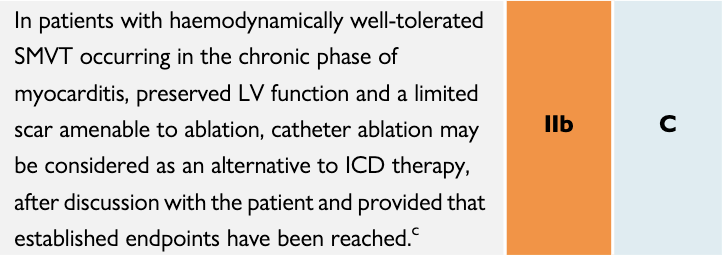 In patients with haemodynamically well-tolerated
SMVT occurring in the chronic phase of
myocarditis, preserved LV function and a limited
scar amenable to ablation, catheter ablation may
be considered as an alternative to ICD therapy,
after discussion with the patient and provided that
established endpoints have been reached.c
IIb
C